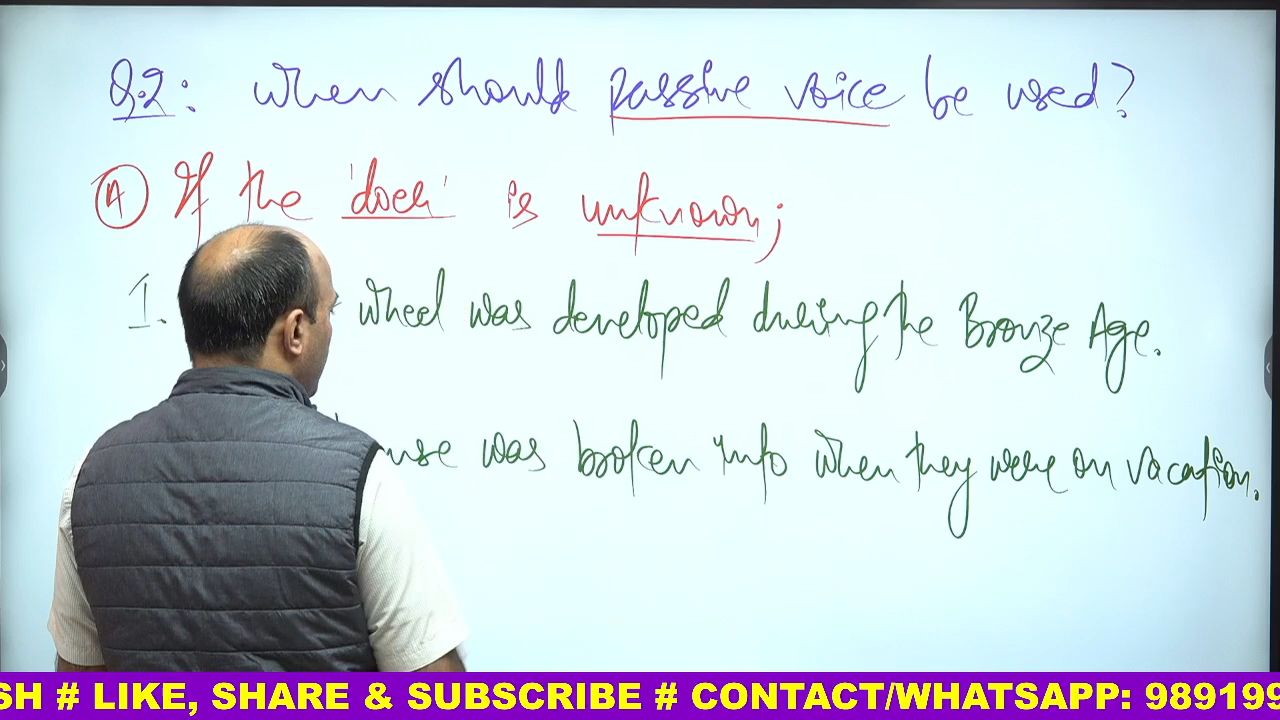 Q.2: When should passive voice be used?
A If the 'doer' is unknown;
1. wheel was developed during the Bronze Age.
use was broken into when they were on vacation.
SH # LIKE, SHARE & SUBSCRIBE # CONTACT/WHATSAPP: 989199